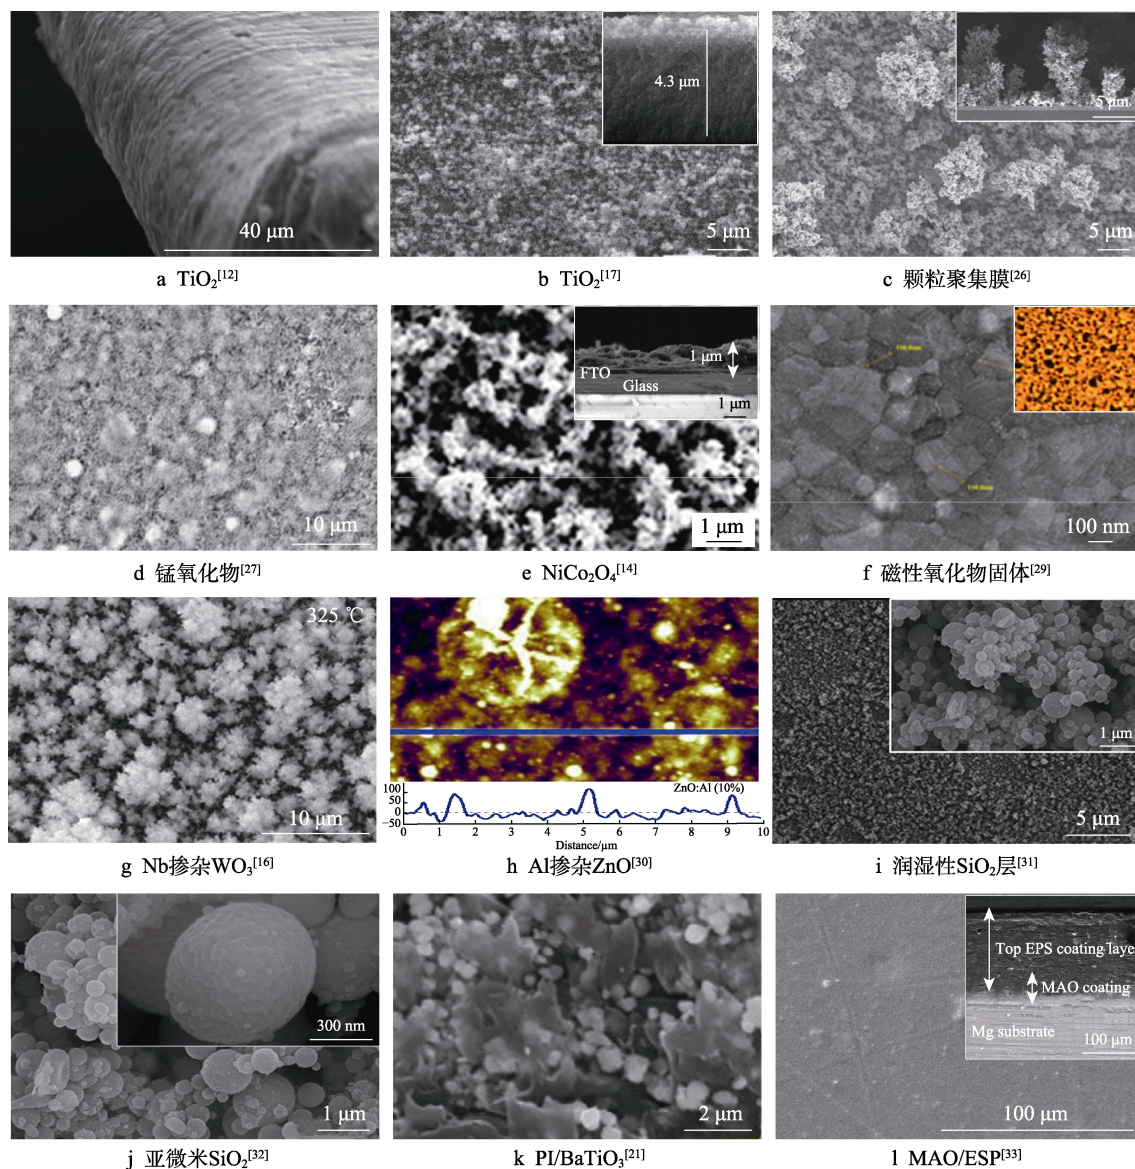 40 μm
4.3 μm
5 μm
5 μm
5 μm
a TiO₂[12]
b TiO₂[17]
c 颗粒聚集膜[26]
10 μm
1 μm
FTO
Glass
1 μm
1 μm
100 nm
d 锰氧化物[27]
e NiCo₂O₄[14]
f 磁性氧化物固体[29]
325 ℃
10 μm
ZnO:Al (10%)
100
50
0
−50
0 1 2 3 4 5 6 7 8 9 10
Distance/μm
1 μm
5 μm
g Nb掺杂WO₃[16]
h Al掺杂ZnO[30]
i 润湿性SiO₂层[31]
300 nm
1 μm
2 μm
Top EPS coating laye
MAO coating
Mg substrate
100 μm
100 μm
j 亚微米SiO₂[32]
k PI/BaTiO₃[21]
l MAO/ESP[33]